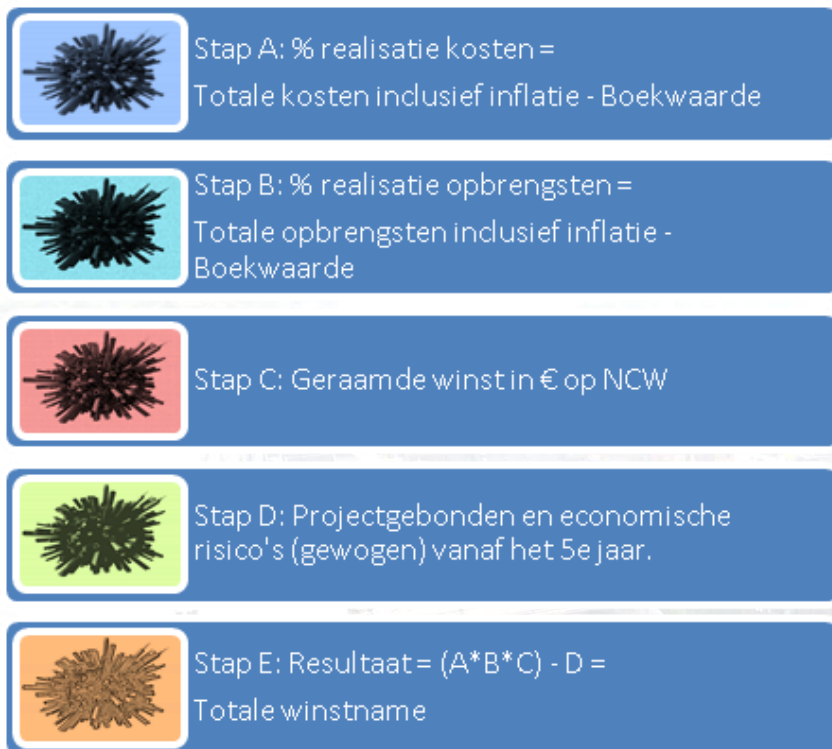 Stap A: % realisatie kosten =
Totale kosten inclusief inflatie - Boekwaarde
Stap B: % realisatie opbrengsten =
Totale opbrengsten inclusief inflatie -
Boekwaarde
Stap C: Geraamde winst in € op NCW
Stap D: Projectgebonden en economische
risico's (gewogen) vanaf het 5e jaar.
Stap E: Resultaat = (A*B*C) - D =
Totale winstname